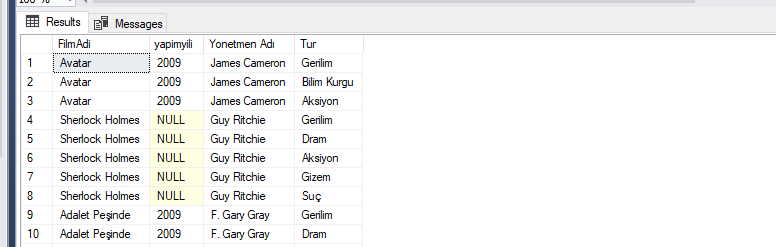 100 %
Results Messages
FilmAdi yapimyili Yonetmen Adı Tur
1 Avatar 2009 James Cameron Gerilim
2 Avatar 2009 James Cameron Bilim Kurgu
3 Avatar 2009 James Cameron Aksiyon
4 Sherlock Holmes NULL Guy Ritchie Gerilim
5 Sherlock Holmes NULL Guy Ritchie Dram
6 Sherlock Holmes NULL Guy Ritchie Aksiyon
7 Sherlock Holmes NULL Guy Ritchie Gizem
8 Sherlock Holmes NULL Guy Ritchie Suç
9 Adalet Peşinde 2009 F. Gary Gray Gerilim
10 Adalet Peşinde 2009 F. Gary Gray Dram